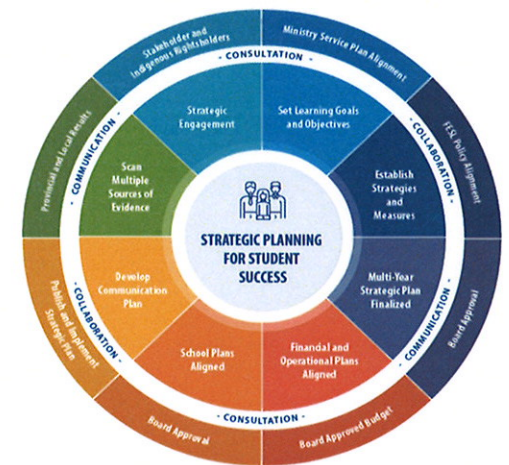 Stakeholder and
Indigenous Rightsholders
Ministry Service Plan Alignment
FESL Policy Alignment
Board Approval
Board Approved Budget
Board Approval
Publish and Implement
Strategic Plan
Provincial and Local Results
- CONSULTATION -
- COLLABORATION -
- COMMUNICATION -
- CONSULTATION -
- COLLABORATION -
- COMMUNICATION -
Strategic
Engagement
Set Learning Goals
and Objectives
Establish
Strategies
and
Measures
Multi-Year
Strategic Plan
Finalized
Financial and
Operational Plans
Aligned
School Plans
Aligned
Develop
Communication
Plan
Scan
Multiple
Sources of
Evidence
STRATEGIC PLANNING
FOR STUDENT
SUCCESS